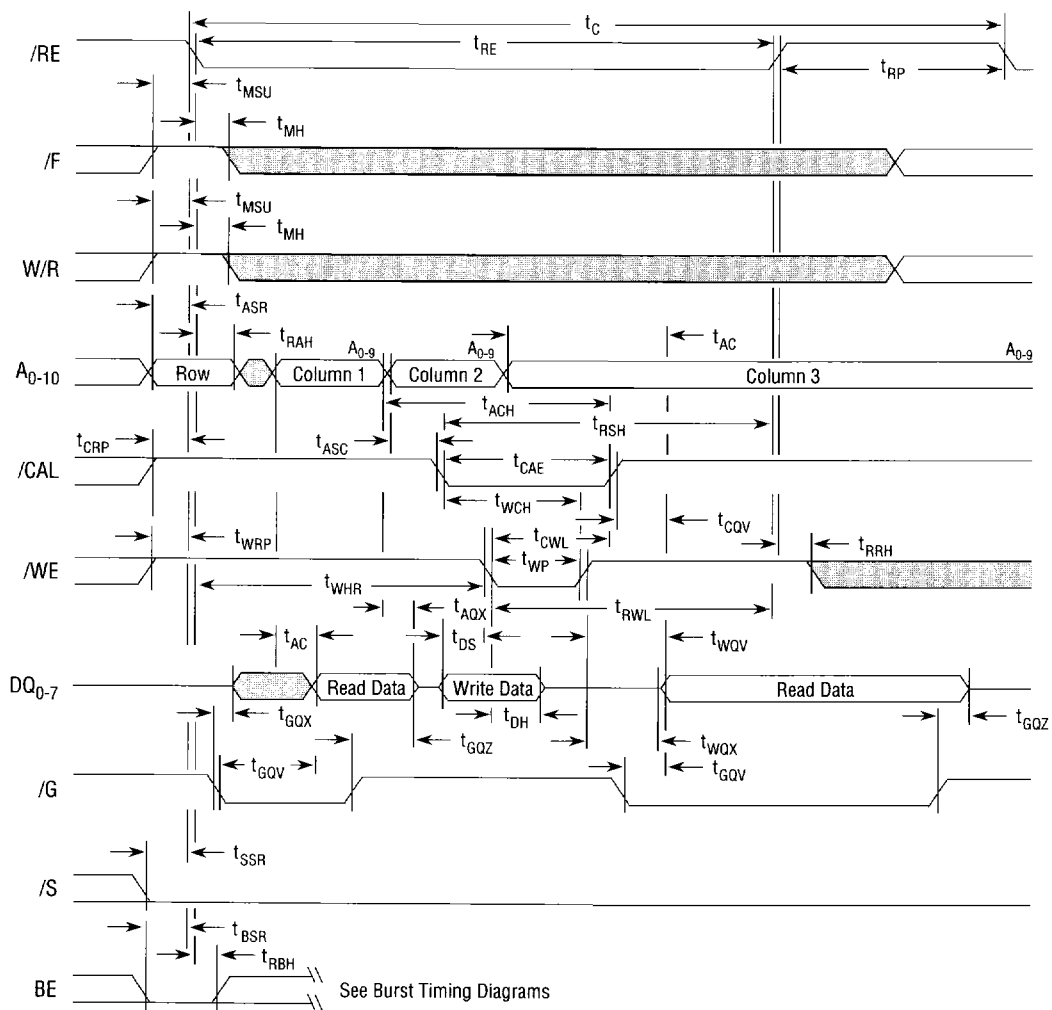 t_C
t_RE
/RE
t_RP
t_MSU
t_MH
/F
t_MSU
t_MH
W/R
t_ASR
t_RAH
A_0-9
A_0-9
t_AC
A_0-9
A_0-10
Row
Column 1
Column 2
Column 3
t_ACH
t_RSH
t_CRP
t_ASC
/CAL
t_CAE
t_WCH
t_CQV
t_WRP
t_CWL
t_RRH
/WE
t_WP
t_WHR
t_AQX
t_RWL
t_AC
t_DS
t_WQV
DQ_0-7
Read Data
Write Data
Read Data
t_GQX
t_DH
t_GQZ
t_GQZ
t_WQX
t_GQV
t_GQV
/G
t_SSR
/S
t_BSR
t_RBH
BE
See Burst Timing Diagrams